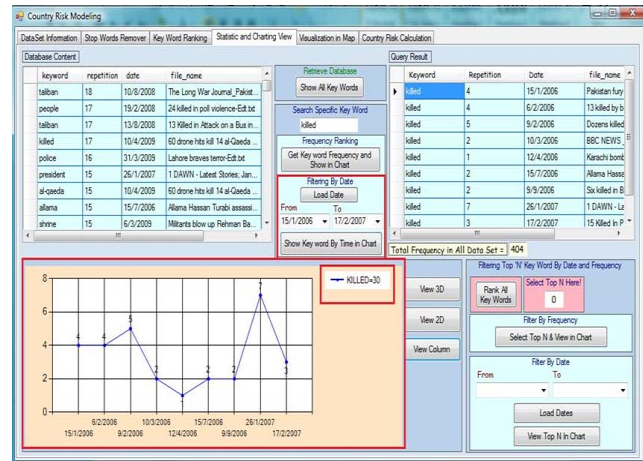 Country Risk Modeling
DataSet Information Stop Words Remover Key Word Ranking Statistic and Charting View Visualization in Map Country Risk Calculation
Database Content
keyword repetition date file_name
taliban 18 10/8/2008 The Long War Journal_Pakist...
people 17 19/2/2008 24 killed in poll violence-Edt.txt
taliban 17 13/8/2008 13 Killed in Attack on a Bus in...
killed 17 10/4/2009 60 drone hits kill 14 al-Qaeda ...
police 16 31/3/2009 Lahore braves terror-Edt.txt
president 15 26/1/2007 1 DAWN - Latest Stories; Jan...
al-qaeda 15 10/4/2009 60 drone hits kill 14 al-Qaeda ...
allama 15 15/7/2006 Allama Hassan Turabi assassi...
shrine 15 6/3/2009 Militants blow up Rehman Ba...
Retrieve Database
Show All Key Words
Search Specific Key Word
killed
Frequency Ranking
Get Key word Frequency and
Show in Chart
Filtering By Date
Load Date
From To
15/1/2006 17/2/2007
Show Key word By Time in Chart
Query Result
Keyword Repetition Date file_name
killed 4 15/1/2006 Pakistan fury
killed 4 6/2/2006 13 killed by b
killed 5 9/2/2006 Dozens killed
killed 2 10/3/2006 BBC NEWS
killed 1 12/4/2006 Karachi bomb
killed 2 15/7/2006 Allama Hassa
killed 2 9/9/2006 Six killed in B
killed 7 26/1/2007 1 DAWN - La
killed 3 17/2/2007 15 Killed In P
Total Frequency in All Data Set = 404
KILLED=30
8
6
4
2
0
4 4 5 2 1 2 2 7 3
6/2/2006 10/3/2006 15/7/2006 26/1/2007
15/1/2006 9/2/2006 12/4/2006 9/9/2006 17/2/2007
View 3D
View 2D
View Column
Filtering Top 'N' Key Word By Date and Frequency
Rank All
Key Words
Select Top N Here!
0
Filter By Frequency
Select Top N & View in Chart
Filter By Date
From To
Load Dates
View Top N In Chart